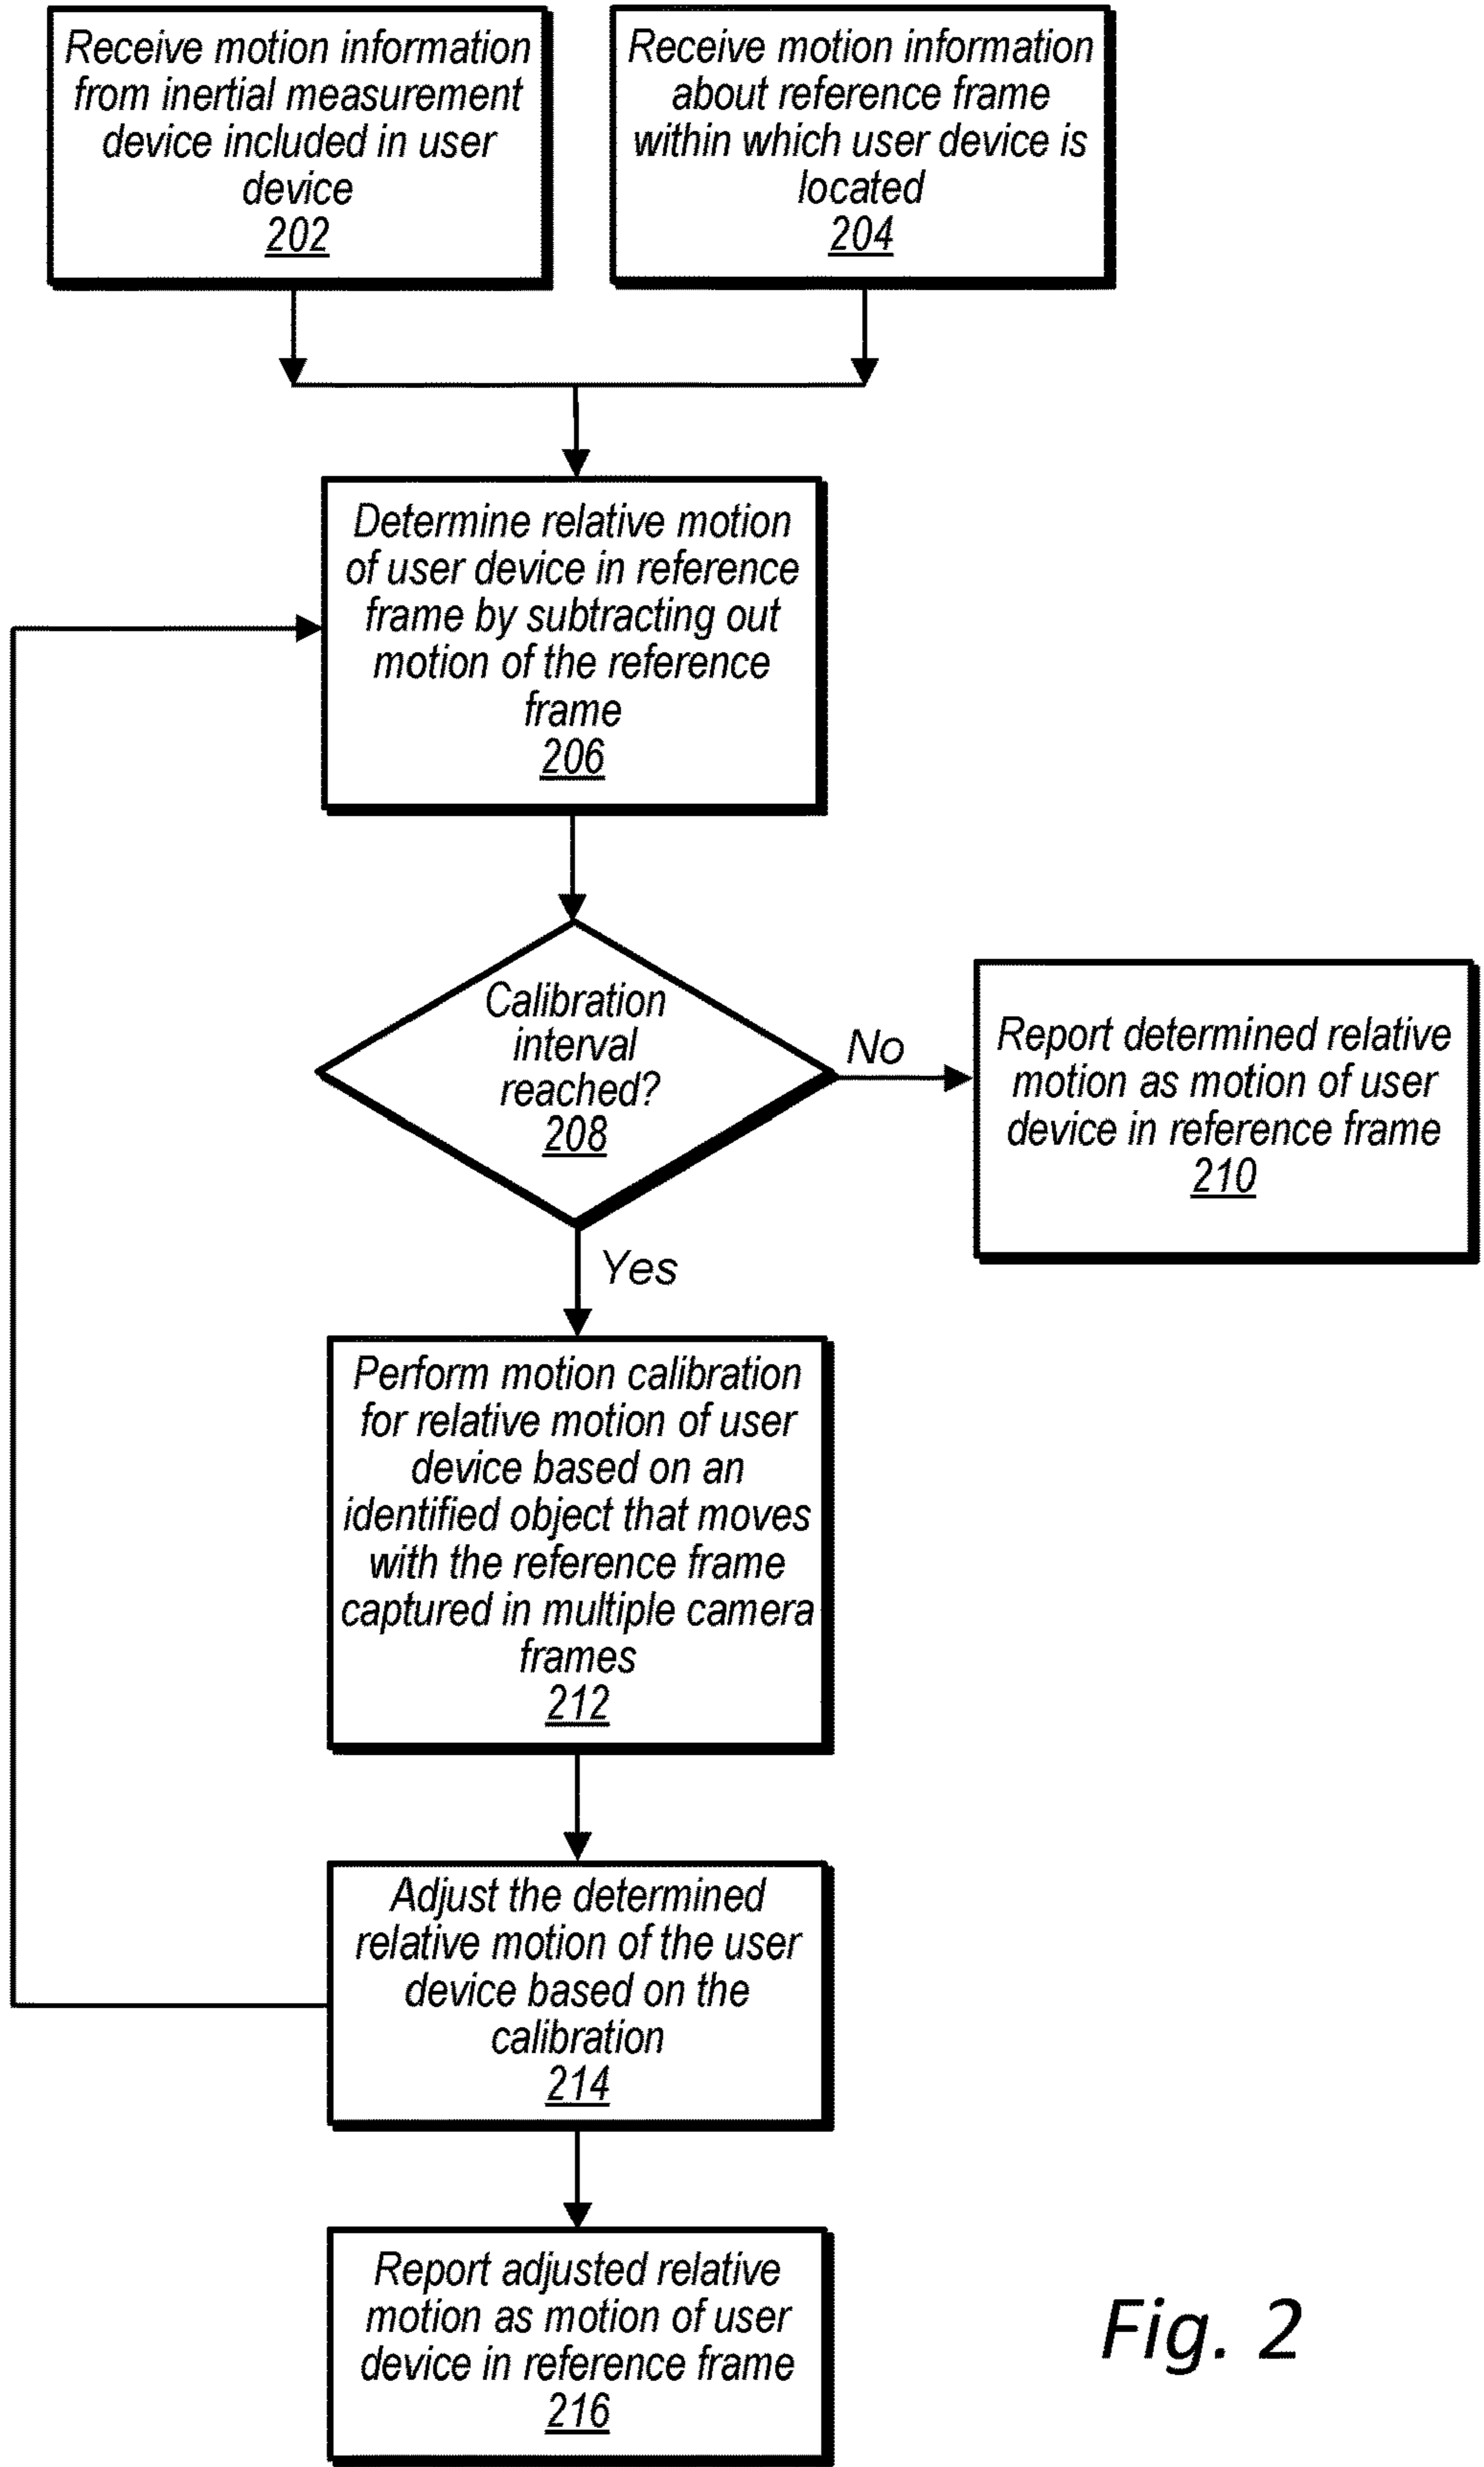 Receive motion information
from inertial measurement
device included in user
device
202
Receive motion information
about reference frame
within which user device is
located
204
Determine relative motion
of user device in reference
frame by subtracting out
motion of the reference
frame
206
Calibration
interval
reached?
208
No
Report determined relative
motion as motion of user
device in reference frame
210
Yes
Perform motion calibration
for relative motion of user
device based on an
identified object that moves
with the reference frame
captured in multiple camera
frames
212
Adjust the determined
relative motion of the user
device based on the
calibration
214
Report adjusted relative
motion as motion of user
device in reference frame
216
Fig. 2